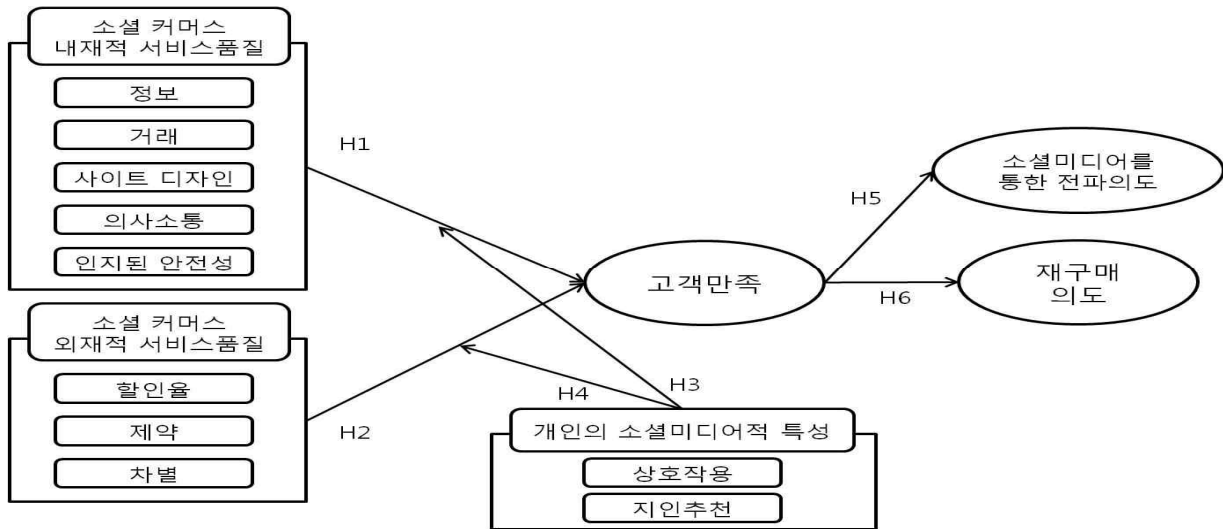 소셜 커머스
내재적 서비스품질
정보
거래
사이트 디자인
의사소통
인지된 안전성
소셜 커머스
외재적 서비스품질
할인율
제약
차별
H1
H2
H3
H4
개인의 소셜미디어적 특성
상호작용
지인추천
고객만족
H5
H6
소셜미디어를
통한 전파의도
재구매
의도